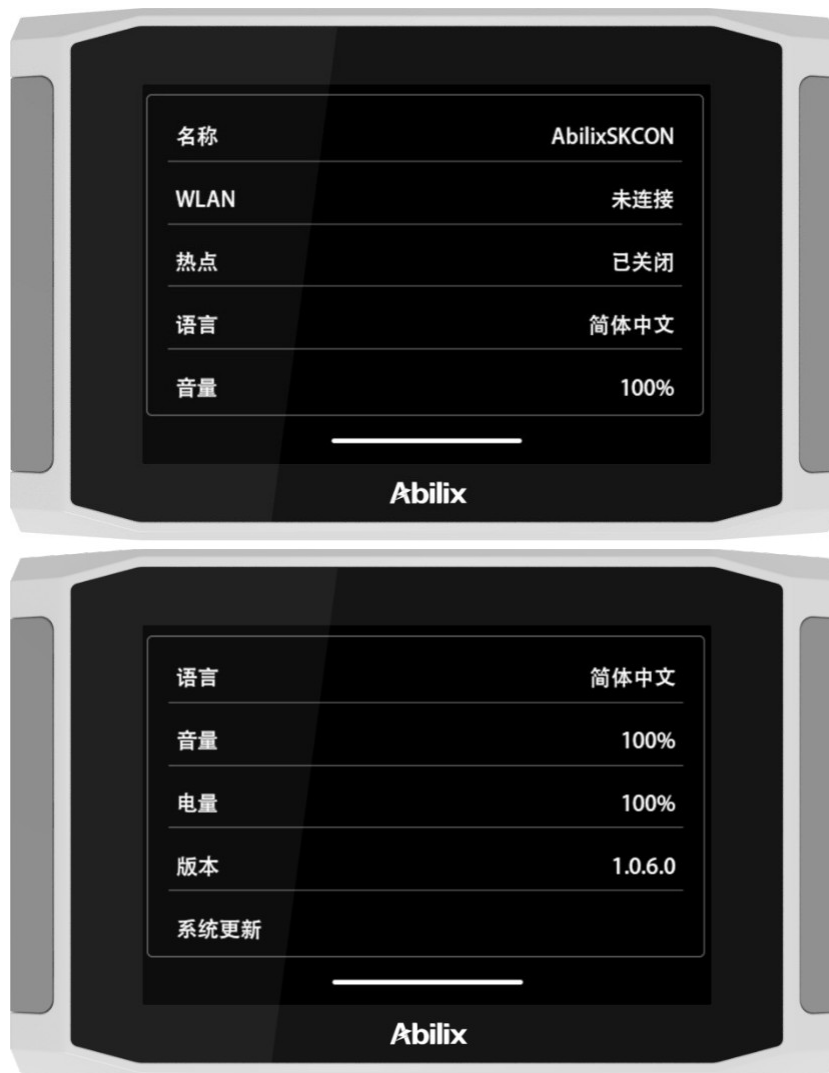 名称 AbilixSKCON
WLAN 未连接
热点 已关闭
语言 简体中文
音量 100%
Abilix
语言 简体中文
音量 100%
电量 100%
版本 1.0.6.0
系统更新
Abilix